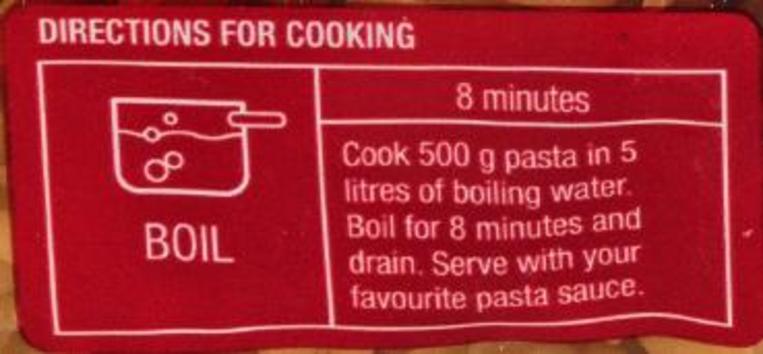 DIRECTIONS FOR COOKING
BOIL
8 minutes
Cook 500 g pasta in 5
litres of boiling water.
Boil for 8 minutes and
drain. Serve with your
favourite pasta sauce.